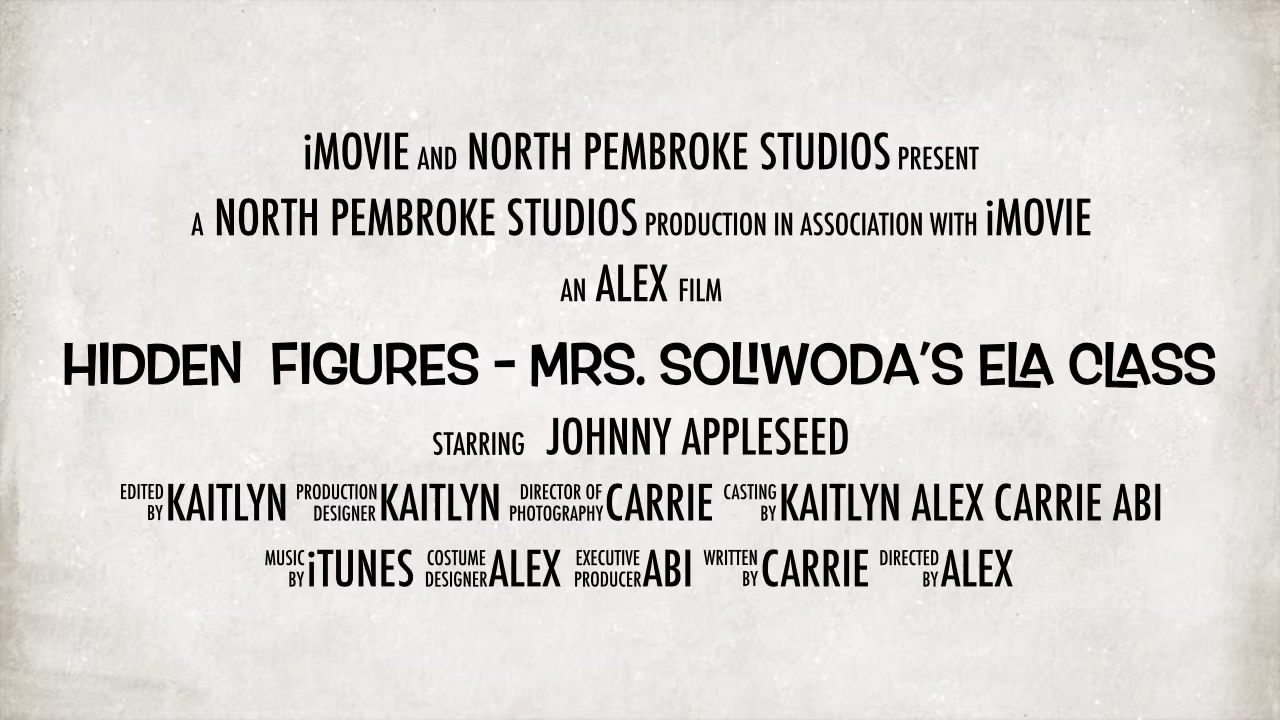 iMOVIE AND NORTH PEMBROKE STUDIOS PRESENT
A NORTH PEMBROKE STUDIOS PRODUCTION IN ASSOCIATION WITH iMOVIE
AN ALEX FILM
HIDDEN FIGURES - MRS. SOLIWODA'S ELA CLASS
STARRING JOHNNY APPLESEED
EDITED BY KAITLYN PRODUCTION DESIGNER KAITLYN DIRECTOR OF PHOTOGRAPHY CARRIE CASTING BY KAITLYN ALEX CARRIE ABI
MUSIC BY iTUNES COSTUME DESIGNER ALEX EXECUTIVE PRODUCER ABI WRITTEN BY CARRIE DIRECTED BY ALEX